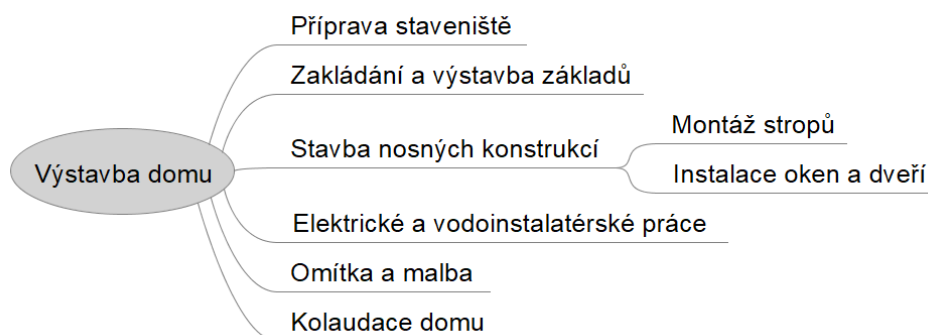 Výstavba domu
Příprava staveniště
Zakládání a výstavba základů
Stavba nosných konstrukcí
Montáž stropů
Instalace oken a dveří
Elektrické a vodoinstalatérské práce
Omítka a malba
Kolaudace domu